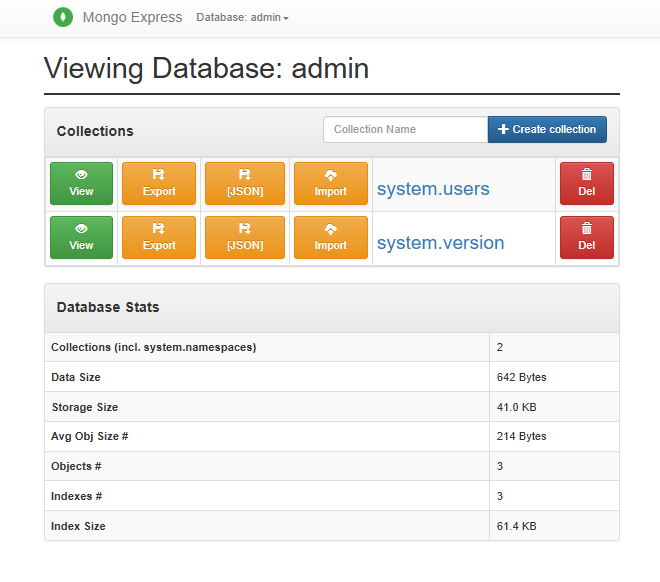 Mongo Express Database: admin
Viewing Database: admin
Collections Collection Name Create collection
View Export [JSON] Import system.users Del
View Export [JSON] Import system.version Del
Database Stats
Collections (incl. system.namespaces) 2
Data Size 642 Bytes
Storage Size 41.0 KB
Avg Obj Size # 214 Bytes
Objects # 3
Indexes # 3
Index Size 61.4 KB